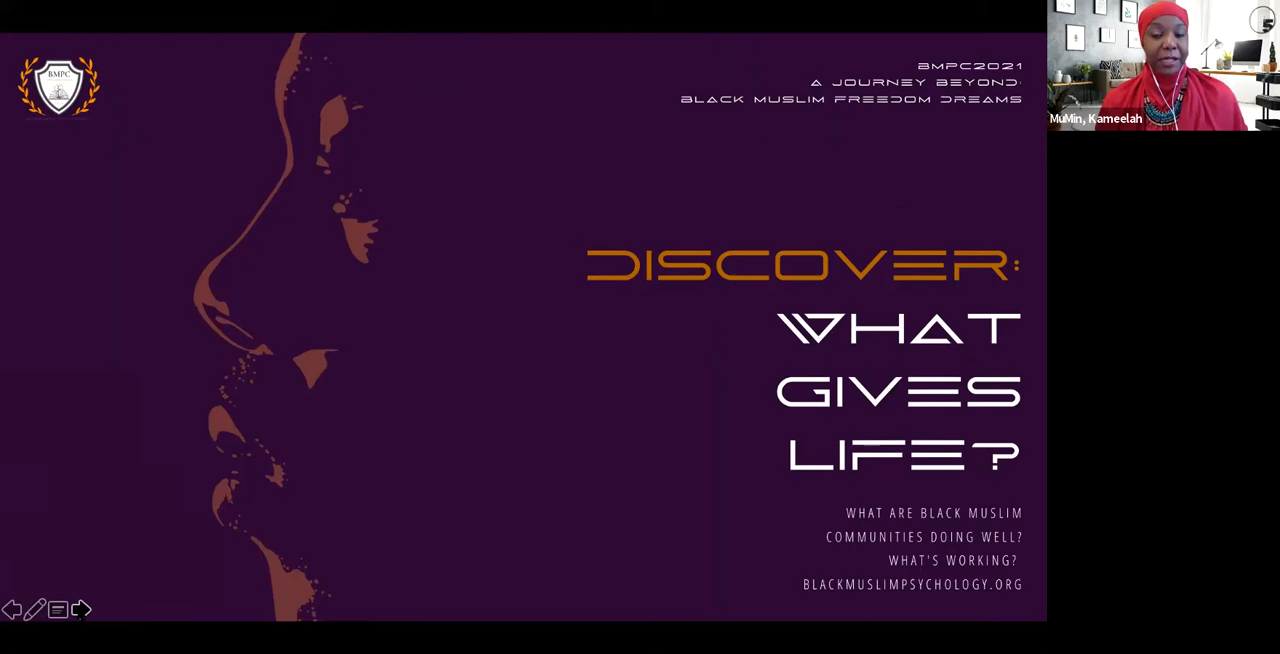 BMPC
BMPC2021
A JOURNEY BEYOND:
BLACK MUSLIM FREEDOM DREAMS
DISCOVER:
WHAT
GIVES
LIFE?
WHAT ARE BLACK MUSLIM
COMMUNITIES DOING WELL?
WHAT'S WORKING?
BLACKMUSLIMPSYCHOLOGY.ORG
MuMin, Kameelah